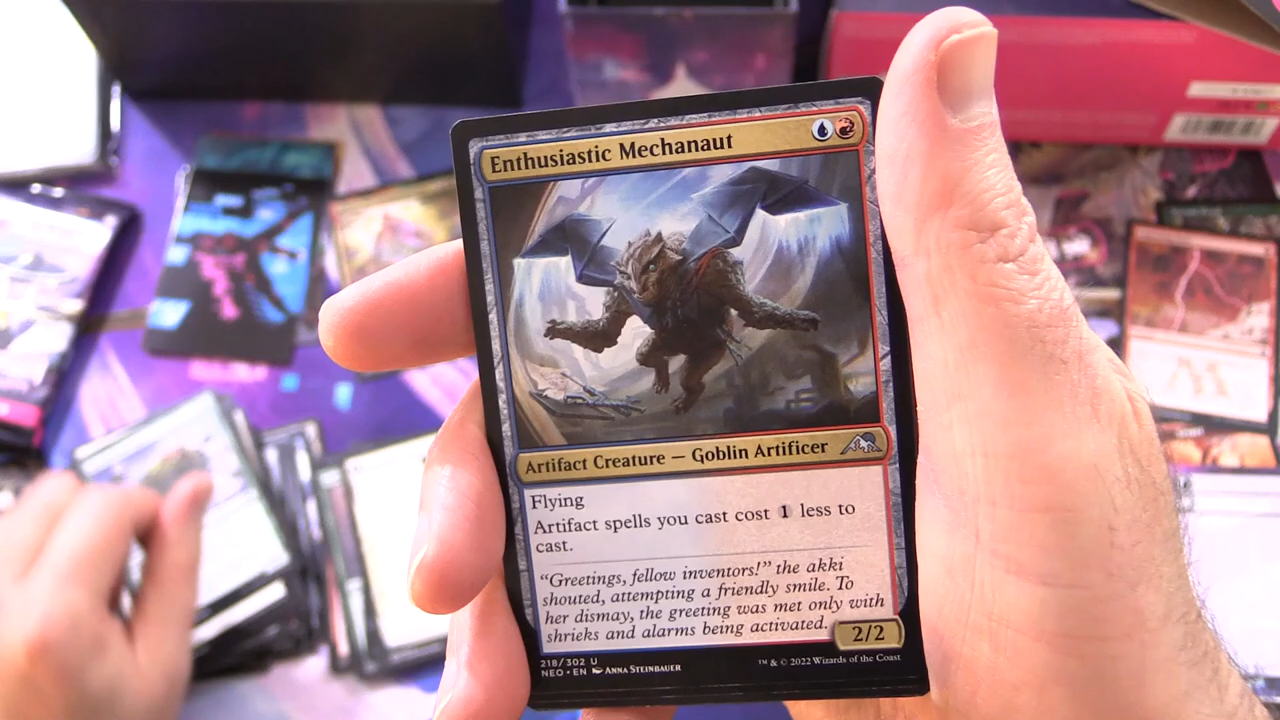 Enthusiastic Mechanaut
Artifact Creature — Goblin Artificer
Flying
Artifact spells you cast cost 1 less to
cast.
“Greetings, fellow inventors!” the akki
shouted, attempting a friendly smile. To
her dismay, the greeting was met only with
shrieks and alarms being activated.
2/2
218/302 U
NEO • EN Anna Steinbauer
™ & © 2022 Wizards of the Coast